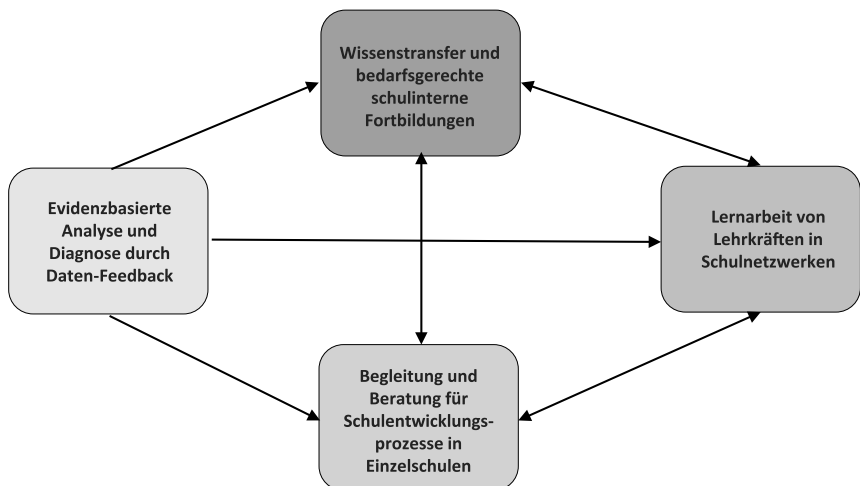 Wissenstransfer und
bedarfsgerechte
schulinterne
Fortbildungen
Evidenzbasierte
Analyse und
Diagnose durch
Daten-Feedback
Lernarbeit von
Lehrkräften in
Schulnetzwerken
Begleitung und
Beratung für
Schulentwicklungs-
prozesse in
Einzelschulen